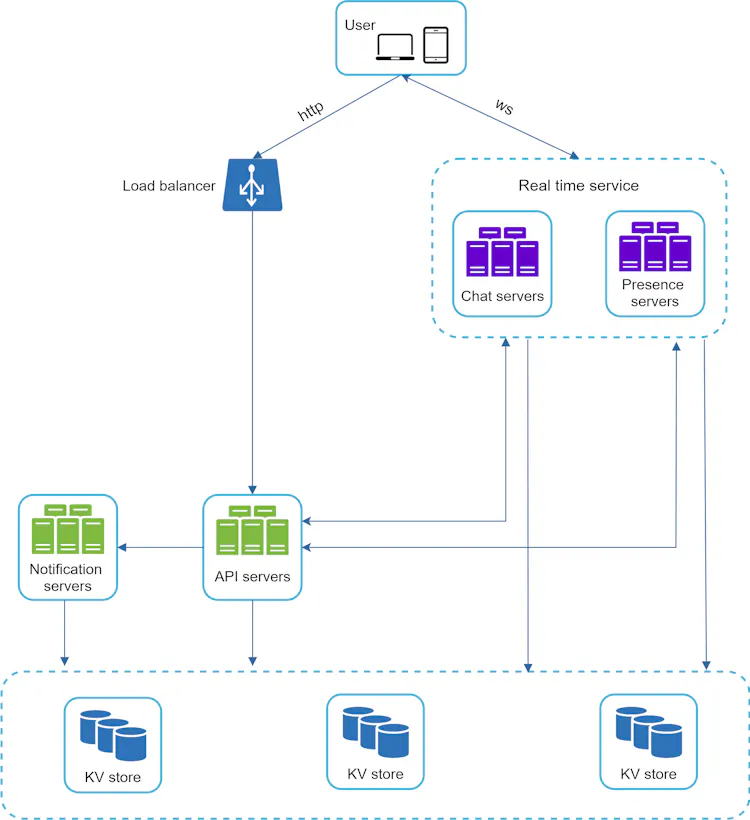 User
http
ws
Load balancer
Real time service
Chat servers
Presence
servers
Notification
servers
API servers
KV store
KV store
KV store